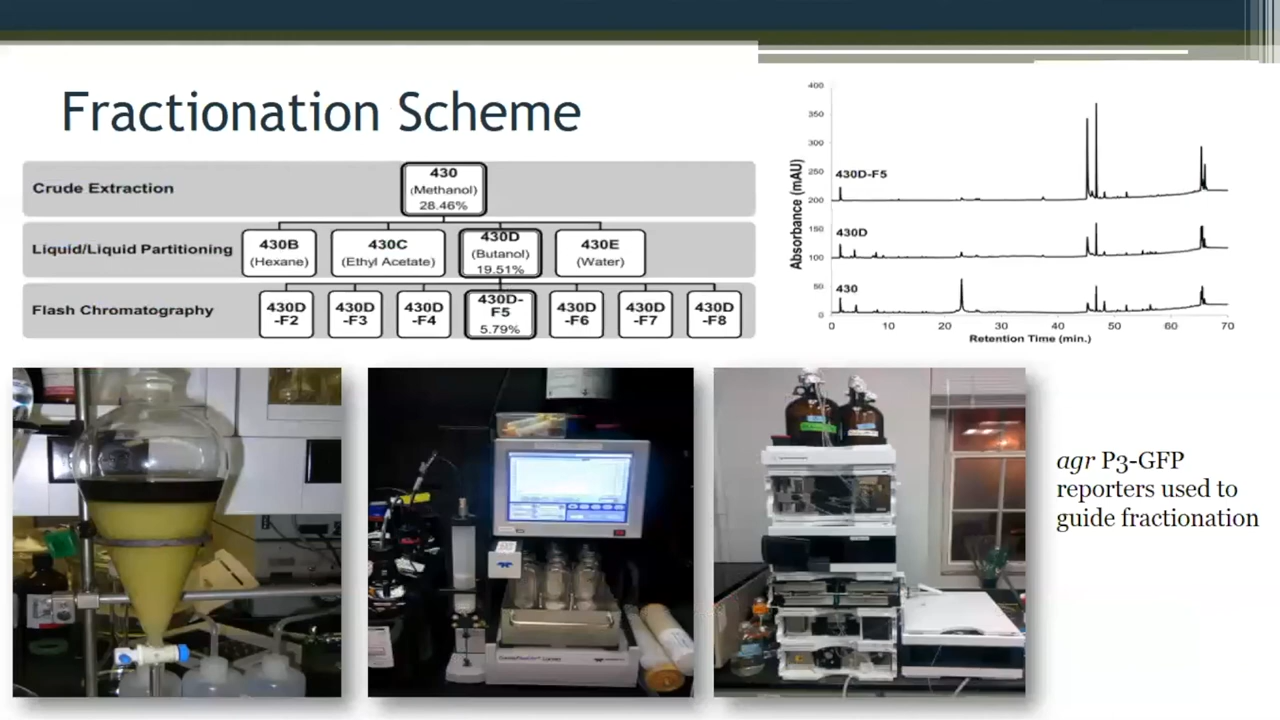 Fractionation Scheme
Crude Extraction
430
(Methanol)
28.46%
Liquid/Liquid Partitioning
430B
(Hexane)
430C
(Ethyl Acetate)
430D
(Butanol)
19.51%
430E
(Water)
Flash Chromatography
430D
-F2
430D
-F3
430D
-F4
430D-
F5
5.79%
430D
-F6
430D
-F7
430D
-F8
Absorbance (mAU)
400
350
300
250
200
150
100
50
0
430D-F5
430D
430
0 10 20 30 40 50 60 70
Retention Time (min.)
agr P3-GFP
reporters used to
guide fractionation